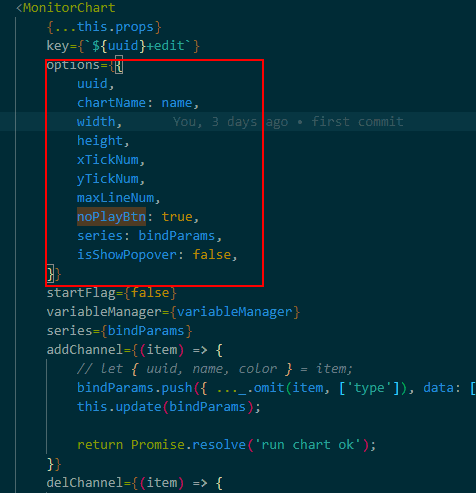 <MonitorChart
{...this.props}
key={`${uuid}+edit`}
options={{
uuid,
chartName: name,
width, You, 3 days ago • first commit
height,
xTickNum,
yTickNum,
maxLineNum,
noPlayBtn: true,
series: bindParams,
isShowPopover: false,
}}
startFlag={false}
variableManager={variableManager}
series={bindParams}
addChannel={(item) => {
// let { uuid, name, color } = item;
bindParams.push({ ..._.omit(item, ['type']), data: [
this.update(bindParams);
return Promise.resolve('run chart ok');
}}
delChannel={(item) => {